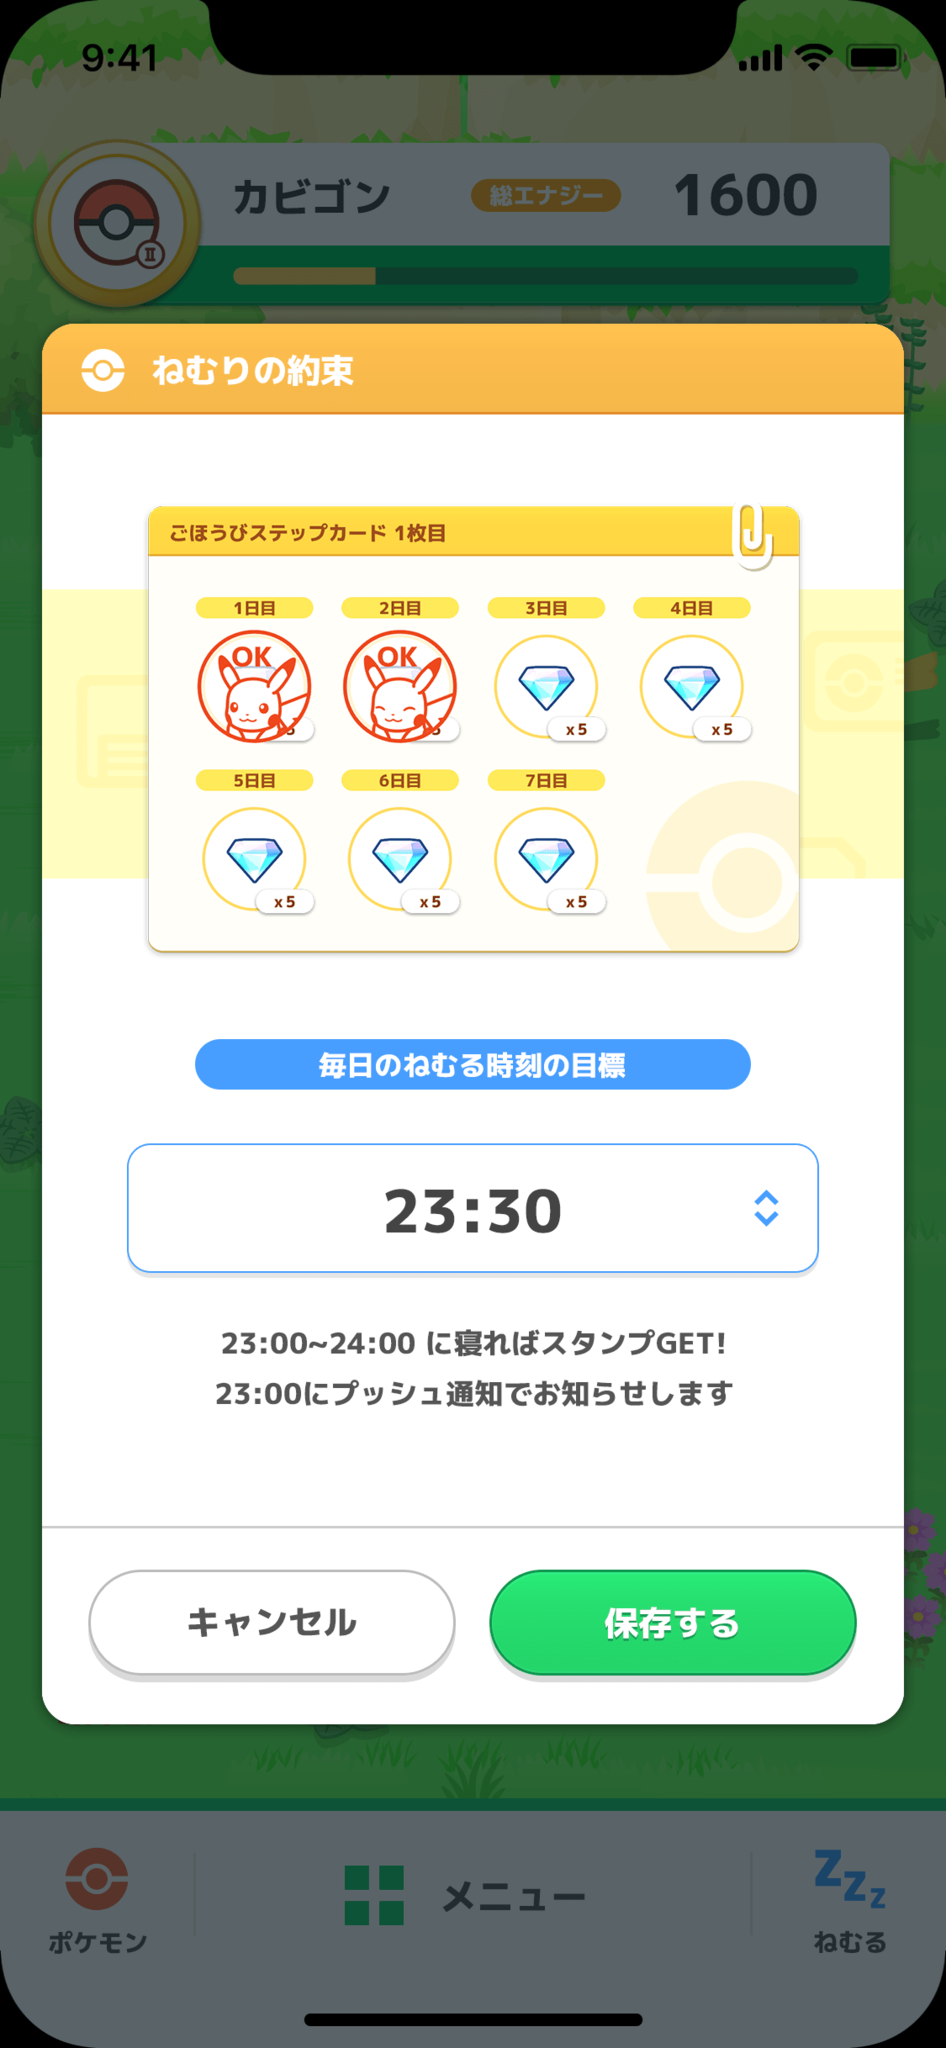 9:41
カビゴン 総エナジー 1600
II
ねむりの約束
ごほうびステップカード 1枚目
1日目 2日目 3日目 4日目
OK OK
x5 x5
5日目 6日目 7日目
x5 x5 x5
毎日のねむる時刻の目標
23:30
23:00~24:00 に寝ればスタンプGET!
23:00にプッシュ通知でお知らせします
キャンセル 保存する
ポケモン メニュー zzz ねむる